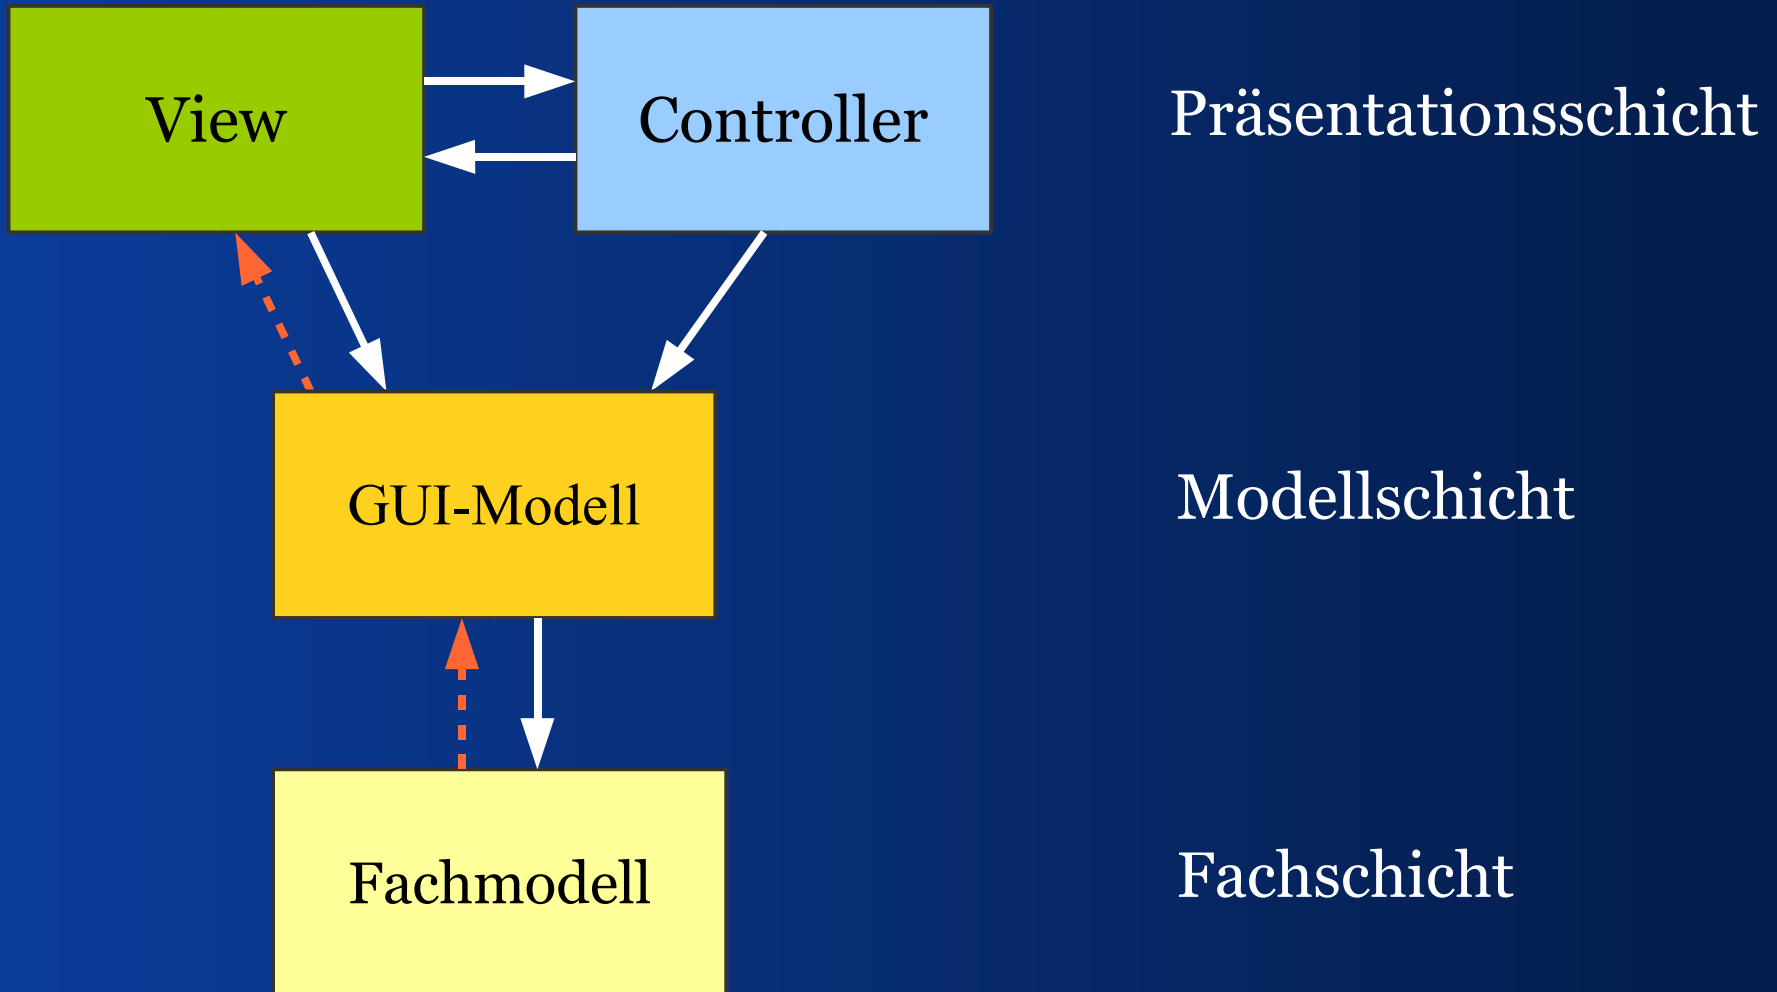 View
Controller
Präsentationsschicht
GUI-Modell
Modellschicht
Fachmodell
Fachschicht